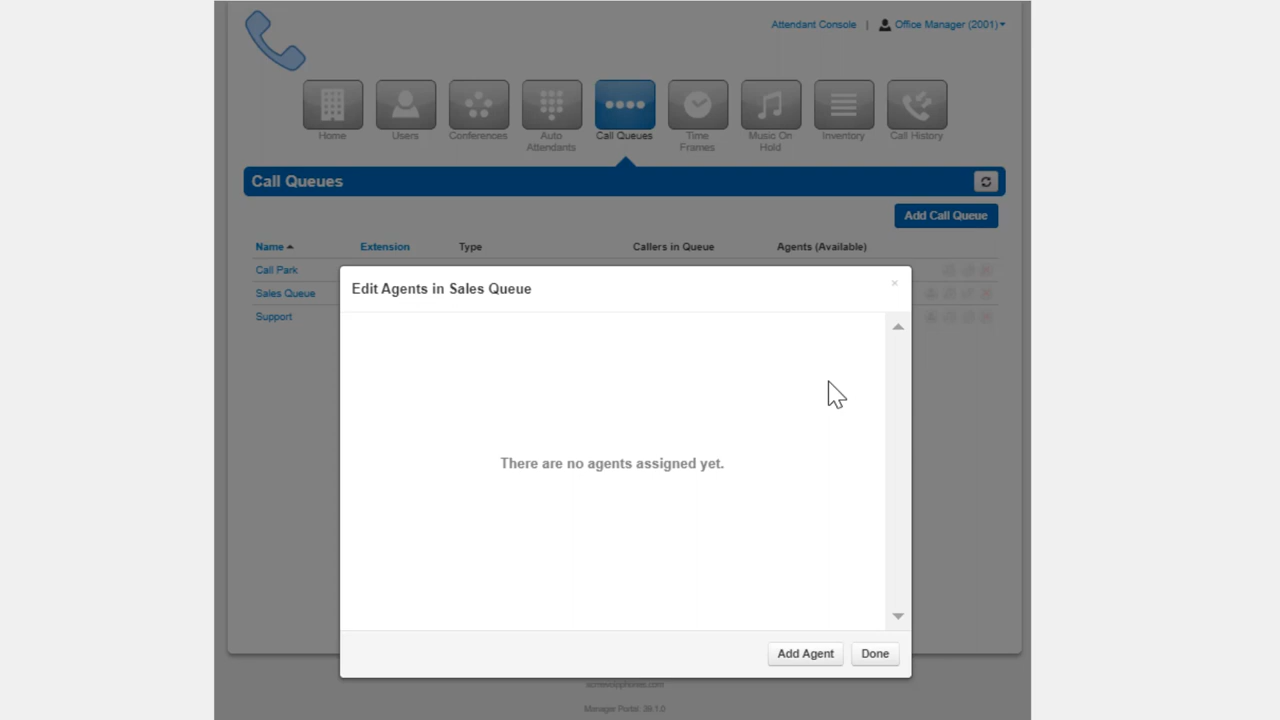 Attendant Console | Office Manager (2001)
Home
Users
Conferences
Auto Attendants
Call Queues
Time Frames
Music On Hold
Inventory
Call History
Call Queues
Add Call Queue
Name Extension Type Callers in Queue Agents (Available)
Call Park
Sales Queue
Support
Edit Agents in Sales Queue
×
There are no agents assigned yet.
Add Agent Done
Manager Portal: 39.1.0